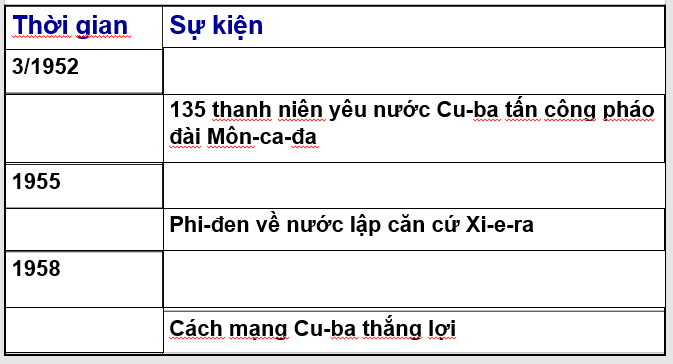 Thời gian Sự kiện
3/1952
135 thanh niên yêu nước Cu-ba tấn công pháo
đài Môn-ca-đa
1955
Phi-đen về nước lập căn cứ Xi-e-ra
1958
Cách mạng Cu-ba thắng lợi